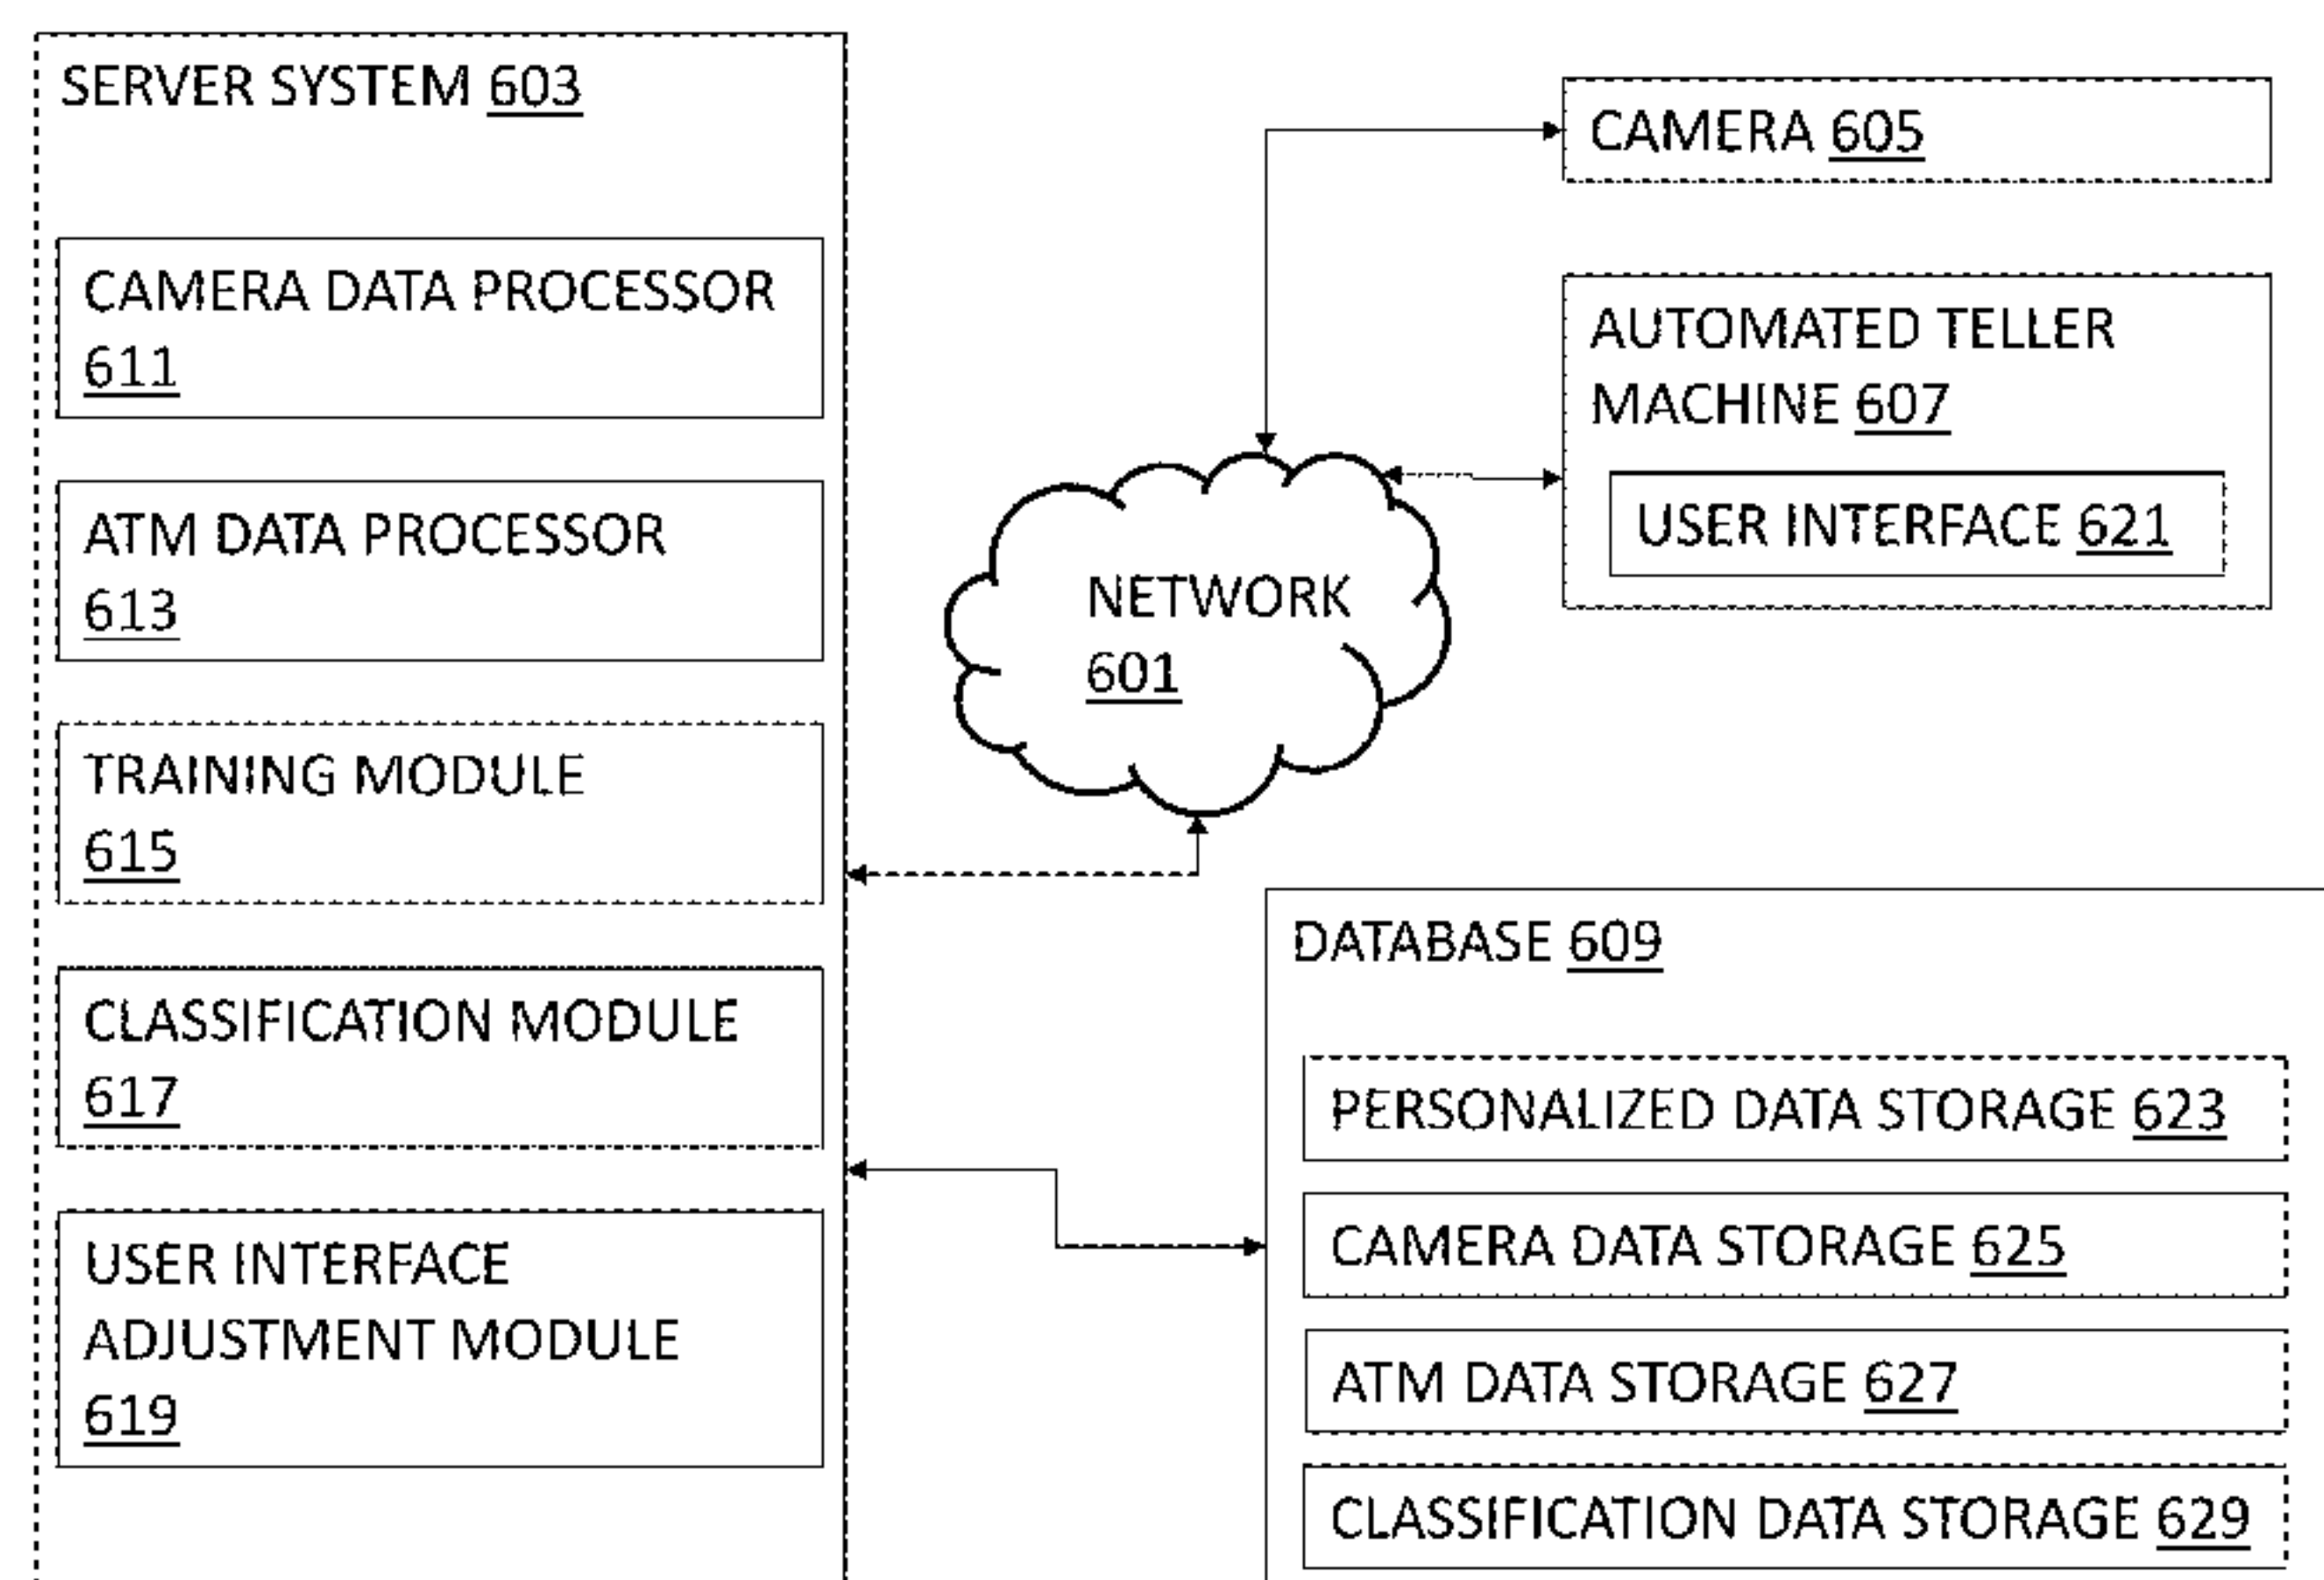 SERVER SYSTEM 603
CAMERA DATA PROCESSOR
611
ATM DATA PROCESSOR
613
TRAINING MODULE
615
CLASSIFICATION MODULE
617
USER INTERFACE
ADJUSTMENT MODULE
619
NETWORK
601
CAMERA 605
AUTOMATED TELLER
MACHINE 607
USER INTERFACE 621
DATABASE 609
PERSONALIZED DATA STORAGE 623
CAMERA DATA STORAGE 625
ATM DATA STORAGE 627
CLASSIFICATION DATA STORAGE 629